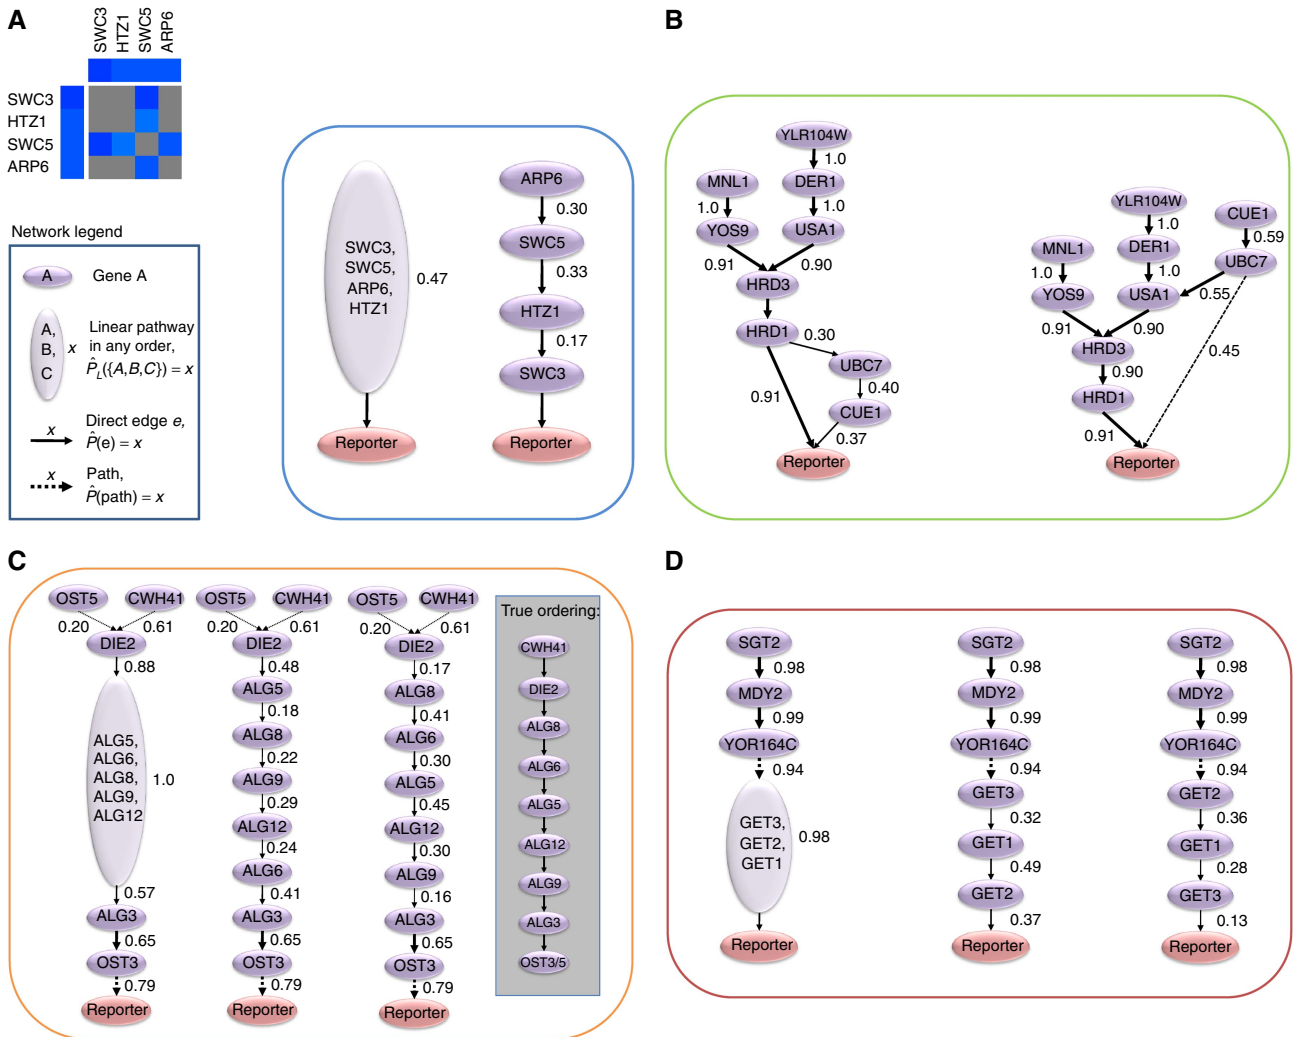 A
SWC3
HTZ1
SWC5
ARP6
SWC3
HTZ1
SWC5
ARP6
Network legend
A
Gene A
A,
B,
C
x
Linear pathway
in any order,
P̂L({A,B,C}) = x
x
Direct edge e,
P̂(e) = x
x
Path,
P̂(path) = x
SWC3,
SWC5,
ARP6,
HTZ1
0.47
Reporter
ARP6
0.30
SWC5
0.33
HTZ1
0.17
SWC3
Reporter
B
YLR104W
1.0
MNL1
DER1
1.0
1.0
YOS9
USA1
0.91
0.90
HRD3
HRD1
0.30
UBC7
0.91
0.40
CUE1
0.37
Reporter
YLR104W
CUE1
1.0
0.59
MNL1
DER1
UBC7
1.0
1.0
0.55
YOS9
USA1
0.91
0.90
HRD3
0.45
0.90
HRD1
0.91
Reporter
C
OST5
CWH41
0.20
0.61
DIE2
0.88
ALG5,
ALG6,
ALG8,
ALG9,
ALG12
1.0
0.57
ALG3
0.65
OST3
0.79
Reporter
OST5
CWH41
0.20
0.61
DIE2
0.48
ALG5
0.18
ALG8
0.22
ALG9
0.29
ALG12
0.24
ALG6
0.41
ALG3
0.65
OST3
0.79
Reporter
OST5
CWH41
0.20
0.61
DIE2
0.17
ALG8
0.41
ALG6
0.30
ALG5
0.45
ALG12
0.30
ALG9
0.16
ALG3
0.65
OST3
0.79
Reporter
True ordering:
CWH41
DIE2
ALG8
ALG6
ALG5
ALG12
ALG9
ALG3
OST3/5
D
SGT2
0.98
MDY2
0.99
YOR164C
0.94
GET3,
GET2,
GET1
0.98
Reporter
SGT2
0.98
MDY2
0.99
YOR164C
0.94
GET3
0.32
GET1
0.49
GET2
0.37
Reporter
SGT2
0.98
MDY2
0.99
YOR164C
0.94
GET2
0.36
GET1
0.28
GET3
0.13
Reporter